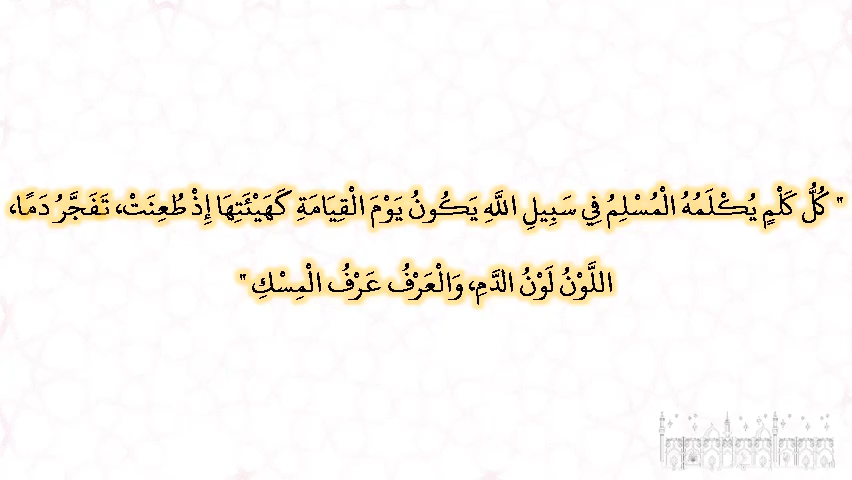 " كُلُّ كَلْمٍ يُكْلَمُهُ الْمُسْلِمُ فِي سَبِيلِ اللَّهِ يَكُونُ يَوْمَ الْقِيَامَةِ كَهَيْئَتِهَا إِذْ طُعِنَتْ، تَفَجَّرُ دَمًا،
اللَّوْنُ لَوْنُ الدَّمِ، وَالْعَرْفُ عَرْفُ الْمِسْكِ "